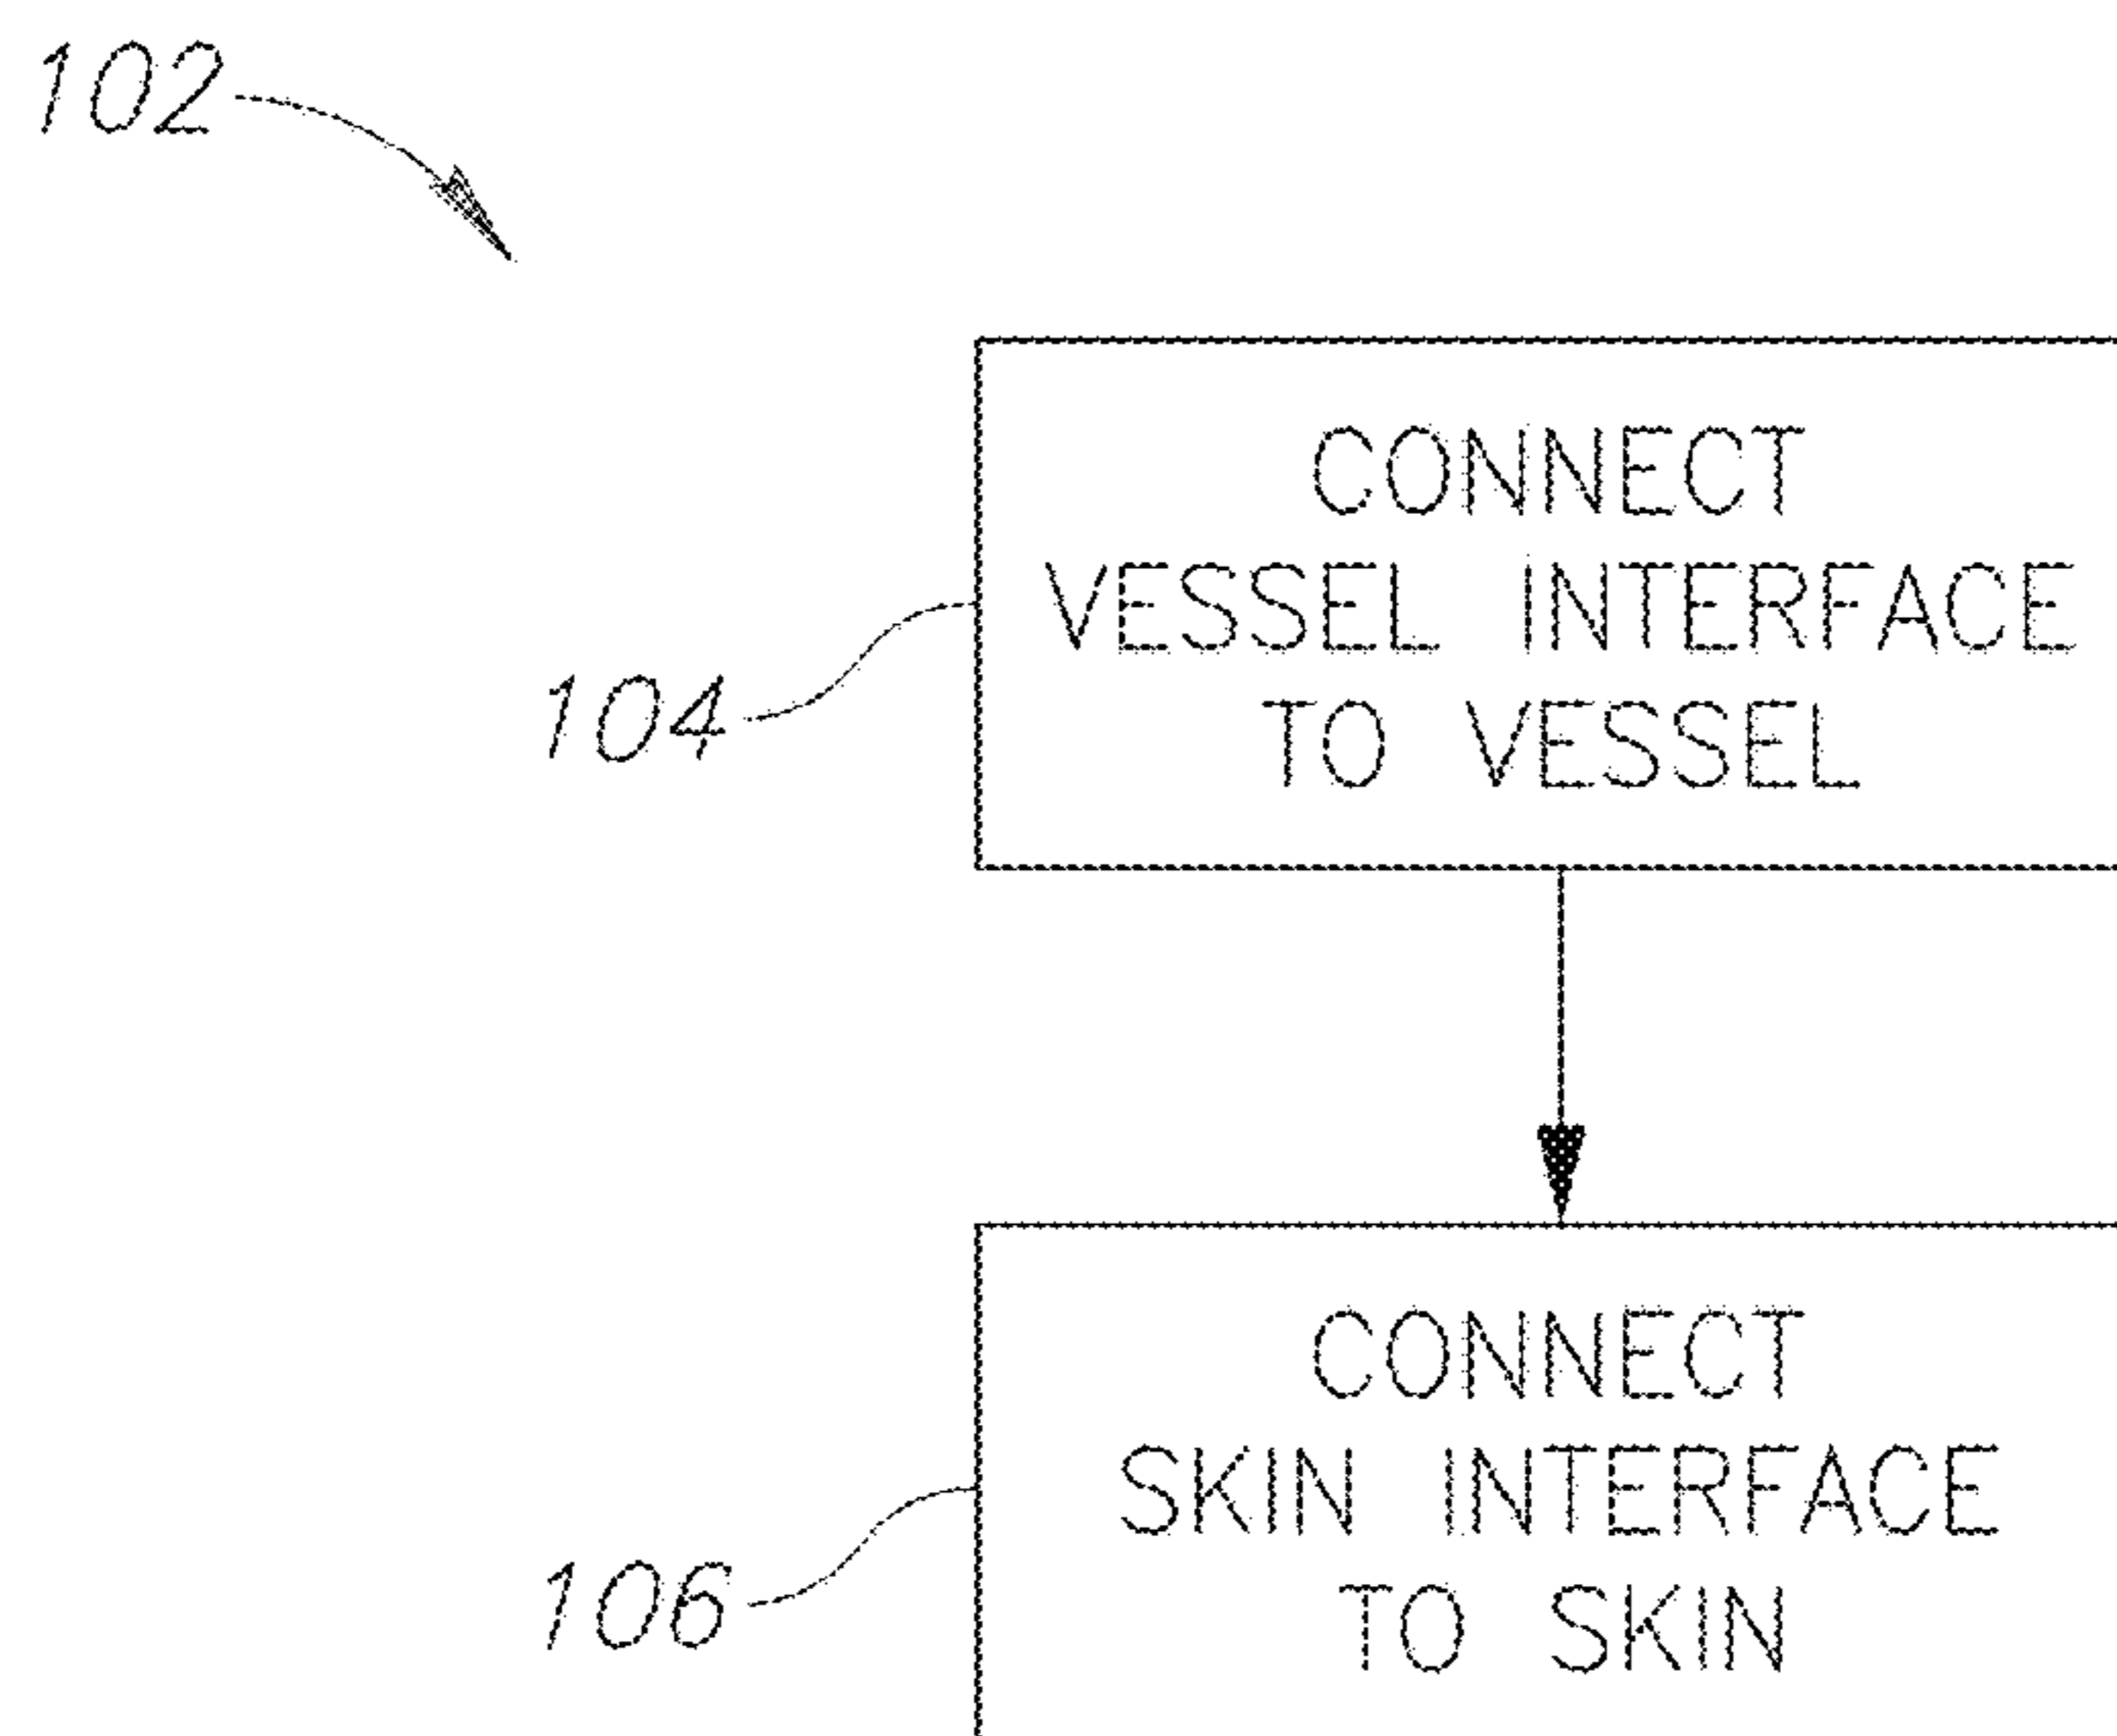 102
CONNECT
VESSEL INTERFACE
TO VESSEL
104
CONNECT
SKIN INTERFACE
TO SKIN
106